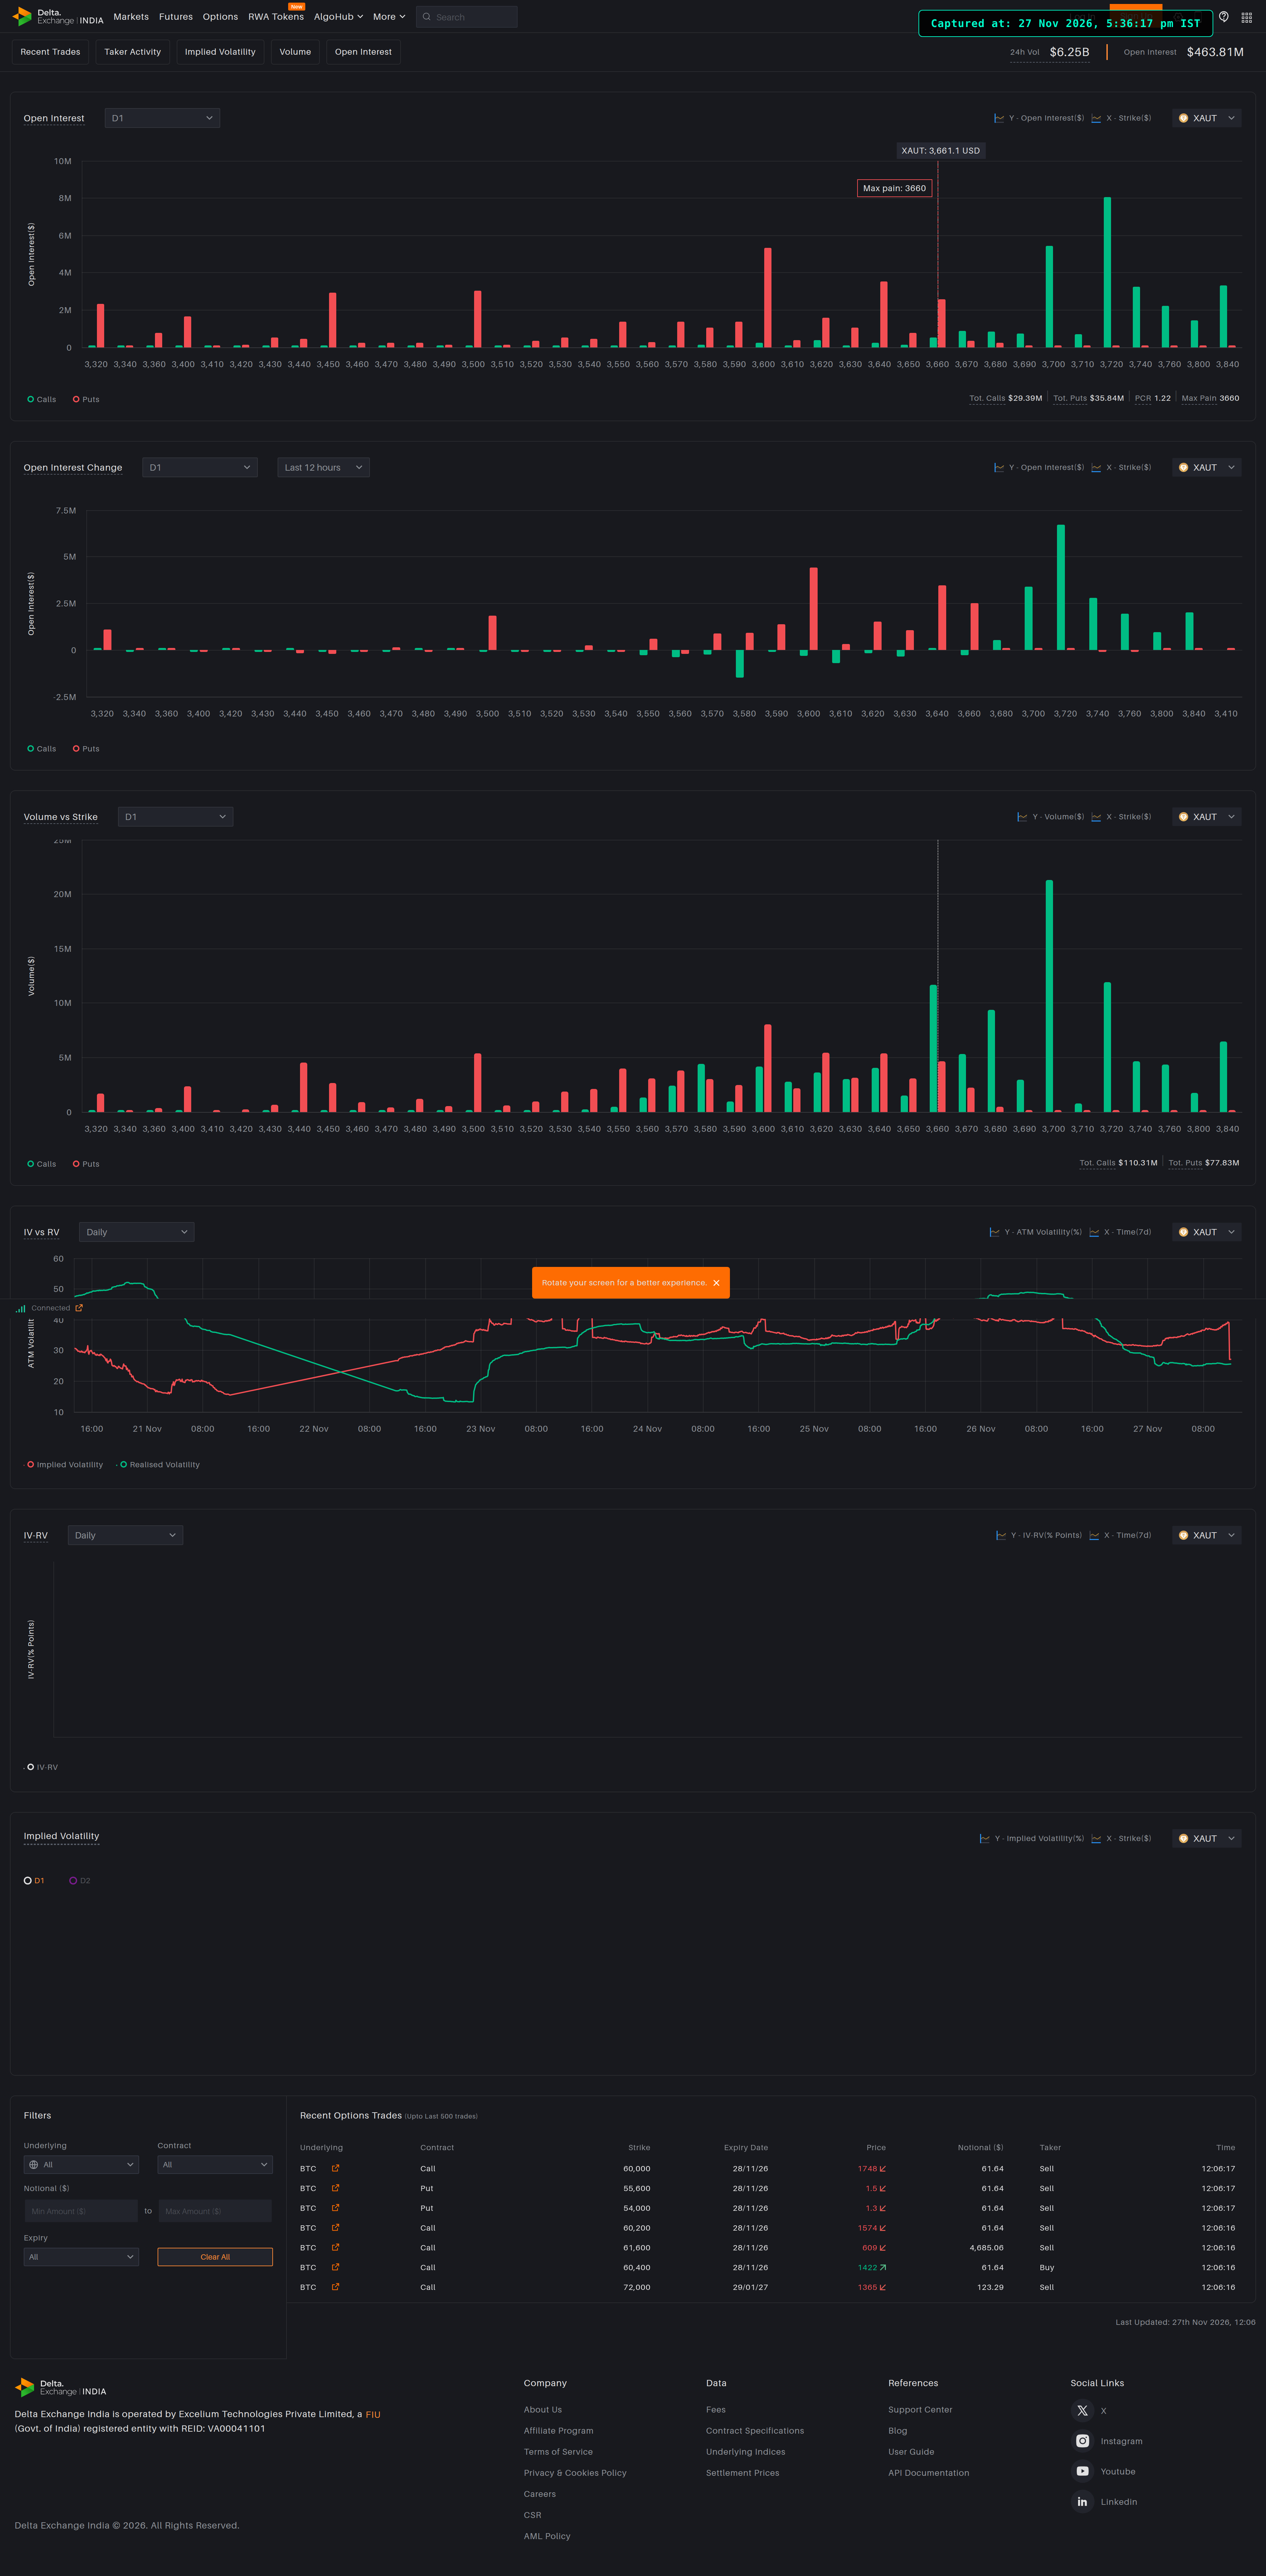 Delta.
Exchange | INDIA
Markets
Futures
Options
RWA Tokens
New
AlgoHub
More
Search
Captured at: 27 Nov 2026, 5:36:17 pm IST
Recent Trades
Taker Activity
Implied Volatility
Volume
Open Interest
24h Vol $6.25B
Open Interest $463.81M
Open Interest
D1
Y - Open Interest($) X - Strike($)
XAUT
XAUT: 3,661.1 USD
Max pain: 3660
Open Interest($)
10M
8M
6M
4M
2M
0
3,320 3,340 3,360 3,400 3,410 3,420 3,430 3,440 3,450 3,460 3,470 3,480 3,490 3,500 3,510 3,520 3,530 3,540 3,550 3,560 3,570 3,580 3,590 3,600 3,610 3,620 3,630 3,640 3,650 3,660 3,670 3,680 3,690 3,700 3,710 3,720 3,740 3,760 3,800 3,840
Calls Puts
Tot. Calls $29.39M Tot. Puts $35.84M PCR 1.22 Max Pain 3660
Open Interest Change
D1
Last 12 hours
Y - Open Interest($) X - Strike($)
XAUT
Open Interest($)
7.5M
5M
2.5M
0
-2.5M
3,320 3,340 3,360 3,400 3,420 3,430 3,440 3,450 3,460 3,470 3,480 3,490 3,500 3,510 3,520 3,530 3,540 3,550 3,560 3,570 3,580 3,590 3,600 3,610 3,620 3,630 3,640 3,660 3,680 3,700 3,720 3,740 3,760 3,800 3,840 3,410
Calls Puts
Volume vs Strike
D1
Y - Volume($) X - Strike($)
XAUT
Volume($)
25M
20M
15M
10M
5M
0
3,320 3,340 3,360 3,400 3,410 3,420 3,430 3,440 3,450 3,460 3,470 3,480 3,490 3,500 3,510 3,520 3,530 3,540 3,550 3,560 3,570 3,580 3,590 3,600 3,610 3,620 3,630 3,640 3,650 3,660 3,670 3,680 3,690 3,700 3,710 3,720 3,740 3,760 3,800 3,840
Calls Puts
Tot. Calls $110.31M Tot. Puts $77.83M
IV vs RV
Daily
Y - ATM Volatility(%) X - Time(7d)
XAUT
60
50
Rotate your screen for a better experience.
Connected
ATM Volatilit
40
30
20
10
16:00 21 Nov 08:00 16:00 22 Nov 08:00 16:00 23 Nov 08:00 16:00 24 Nov 08:00 16:00 25 Nov 08:00 16:00 26 Nov 08:00 16:00 27 Nov 08:00
Implied Volatility Realised Volatility
IV-RV
Daily
Y - IV-RV(% Points) X - Time(7d)
XAUT
IV-RV(% Points)
IV-RV
Implied Volatility
Y - Implied Volatility(%) X - Strike($)
XAUT
D1 D2
Filters
Underlying Contract
All All
Notional ($)
Min Amount ($) to Max Amount ($)
Expiry
All
Clear All
Recent Options Trades (Upto Last 500 trades)
Underlying Contract Strike Expiry Date Price Notional ($) Taker Time
BTC Call 60,000 28/11/26 1748 61.64 Sell 12:06:17
BTC Put 55,600 28/11/26 1.5 61.64 Sell 12:06:17
BTC Put 54,000 28/11/26 1.3 61.64 Sell 12:06:17
BTC Call 60,200 28/11/26 1574 61.64 Sell 12:06:16
BTC Call 61,600 28/11/26 609 4,685.06 Sell 12:06:16
BTC Call 60,400 28/11/26 1422 61.64 Buy 12:06:16
BTC Call 72,000 29/01/27 1365 123.29 Sell 12:06:16
Last Updated: 27th Nov 2026, 12:06
Delta.
Exchange | INDIA
Delta Exchange India is operated by Excelium Technologies Private Limited, a FIU
(Govt. of India) registered entity with REID: VA00041101
Delta Exchange India © 2026. All Rights Reserved.
Company
About Us
Affiliate Program
Terms of Service
Privacy & Cookies Policy
Careers
CSR
AML Policy
Data
Fees
Contract Specifications
Underlying Indices
Settlement Prices
References
Support Center
Blog
User Guide
API Documentation
Social Links
X
Instagram
Youtube
Linkedin